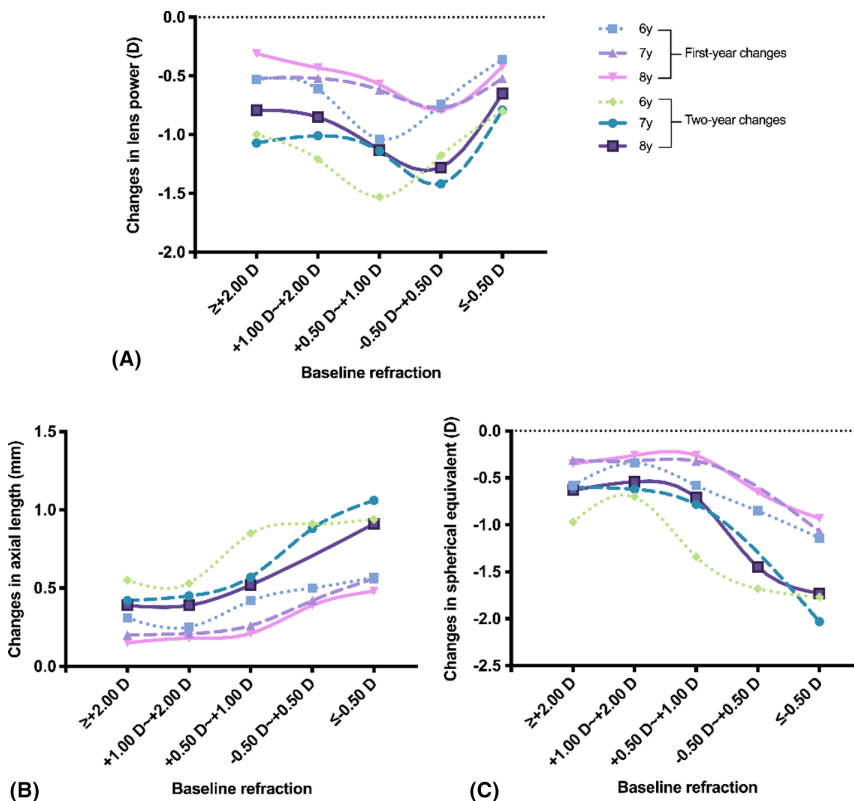 0.0
-0.5
-1.0
-1.5
-2.0
Changes in lens power (D)
≥+2.00 D
+1.00 D~+2.00 D
+0.50 D~+1.00 D
-0.50 D~+0.50 D
≤-0.50 D
Baseline refraction
(A)
6y
7y
8y
First-year changes
6y
7y
8y
Two-year changes
1.5
1.0
0.5
0.0
Changes in axial length (mm)
≥+2.00 D
+1.00 D~+2.00 D
+0.50 D~+1.00 D
-0.50 D~+0.50 D
≤-0.50 D
Baseline refraction
(B)
0.0
-0.5
-1.0
-1.5
-2.0
-2.5
Changes in spherical equivalent (D)
≥+2.00 D
+1.00 D~+2.00 D
+0.50 D~+1.00 D
-0.50 D~+0.50 D
≤-0.50 D
Baseline refraction
(C)